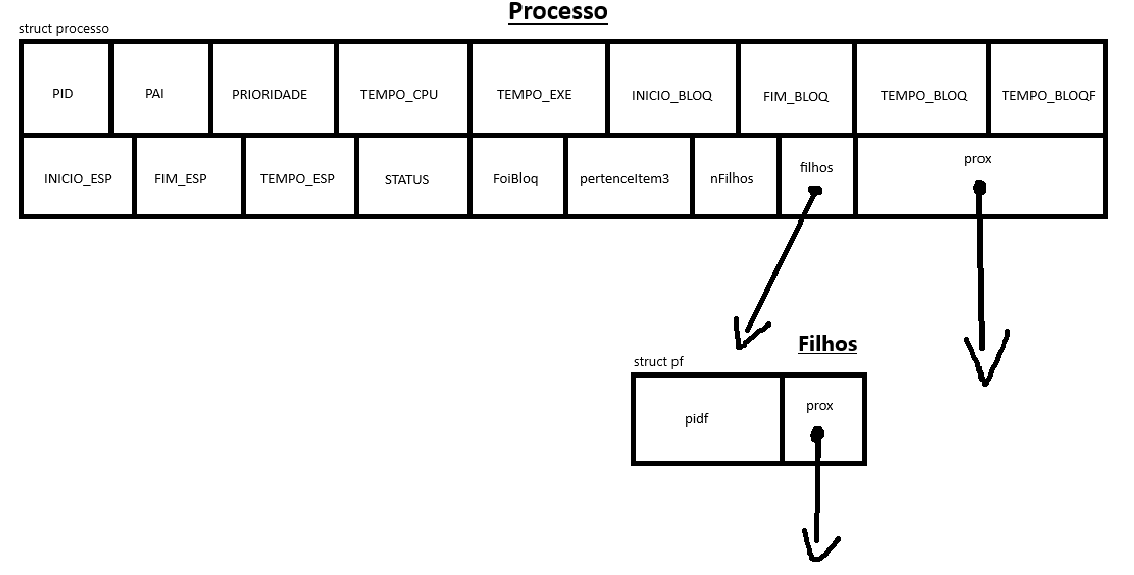 Processo
struct processo
PID PAI PRIORIDADE TEMPO_CPU TEMPO_EXE INICIO_BLOQ FIM_BLOQ TEMPO_BLOQ TEMPO_BLOQF
INICIO_ESP FIM_ESP TEMPO_ESP STATUS FoiBloq pertenceItem3 nFilhos filhos prox
Filhos
struct pf
pidf prox